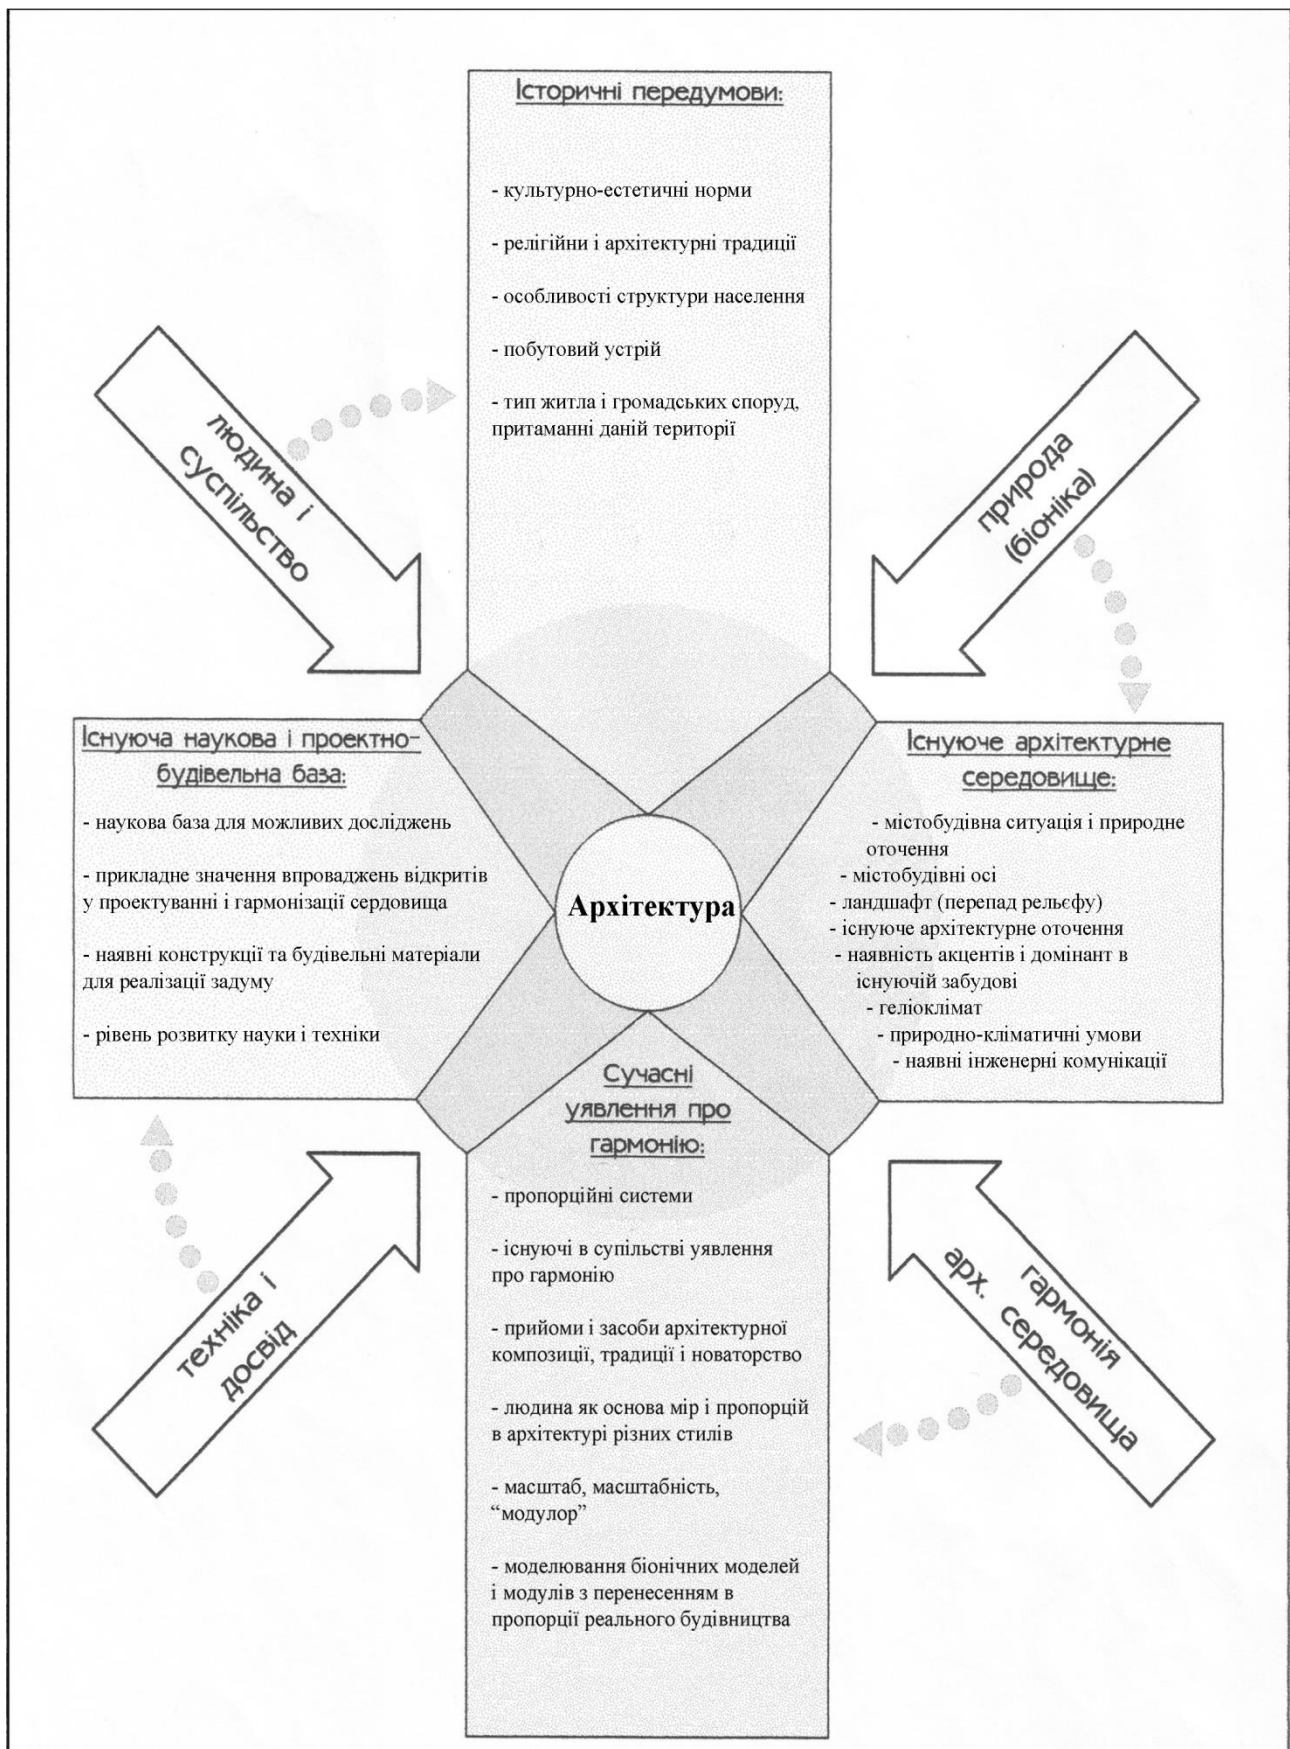 Історичні передумови:
- культурно-естетичні норми
- релігійни і архітектурні традиції
- особливості структури населення
- побутовий устрій
- тип житла і громадських споруд,
притаманні даній території
людина і
суспільство
природа
(біоніка)
Існуюча наукова і проектно-
будівельна база:
- наукова база для можливих досліджень
- прикладне значення впроваджень відкритів
у проектуванні і гармонізації сердовища
- наявні конструкції та будівельні матеріали
для реалізації задуму
- рівень розвитку науки і техніки
Архітектура
Існуюче архітектурне
середовище:
- містобудівна ситуація і природне
оточення
- містобудівні осі
- ландшафт (перепад рельєфу)
- існуюче архітектурне оточення
- наявність акцентів і домінант в
існуючій забудові
- геліоклімат
- природно-кліматичні умови
- наявні інженерні комунікації
Сучасні
уявлення про
гармонію:
- пропорційні системи
- існуючі в супільстві уявлення
про гармонію
- прийоми і засоби архітектурної
композиції, традиції і новаторство
- людина як основа мір і пропорцій
в архітектурі різних стилів
- масштаб, масштабність,
“модулор”
- моделювання біонічних моделей
і модулів з перенесенням в
пропорції реального будівництва
техніка і
досвід
гармонія
арх. середовища